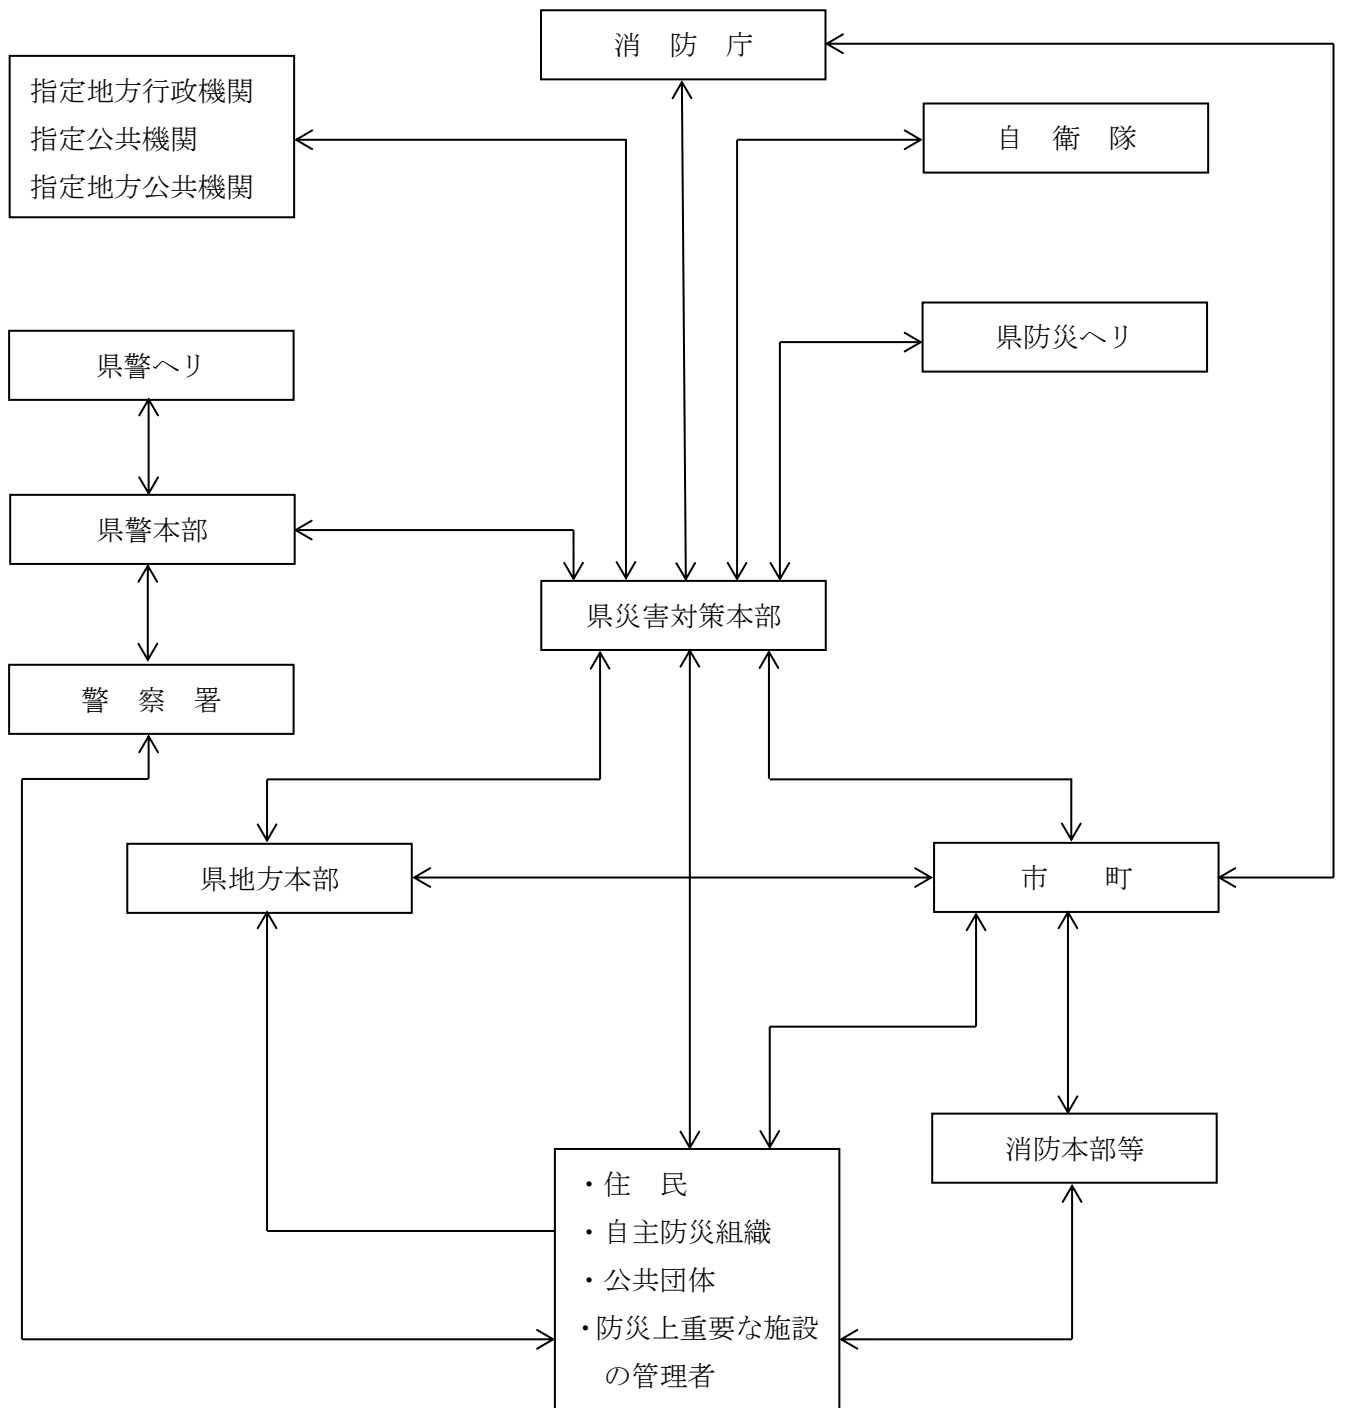 消　防　庁
指定地方行政機関
指定公共機関
指定地方公共機関
自　衛　隊
県防災ヘリ
県警ヘリ
県警本部
県災害対策本部
警　察　署
県地方本部
市　　町
消防本部等
・住　民
・自主防災組織
・公共団体
・防災上重要な施設
の管理者